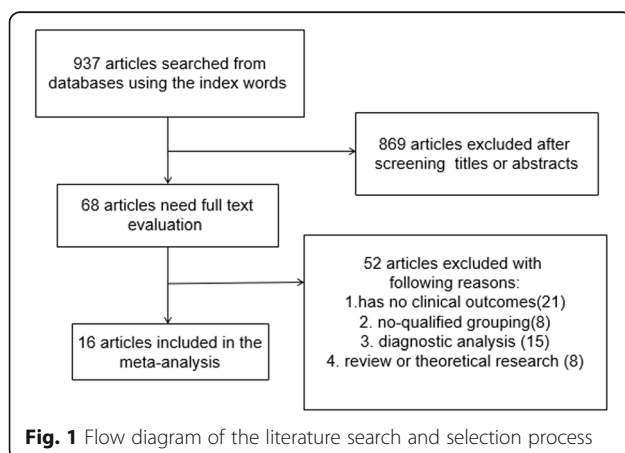 937 articles searched from
databases using the index words
869 articles excluded after
screening titles or abstracts
68 articles need full text
evaluation
52 articles excluded with
following reasons:
1.has no clinical outcomes(21)
2. no-qualified grouping(8)
3. diagnostic analysis (15)
4. review or theoretical research (8)
16 articles included in the
meta-analysis
Fig. 1 Flow diagram of the literature search and selection process